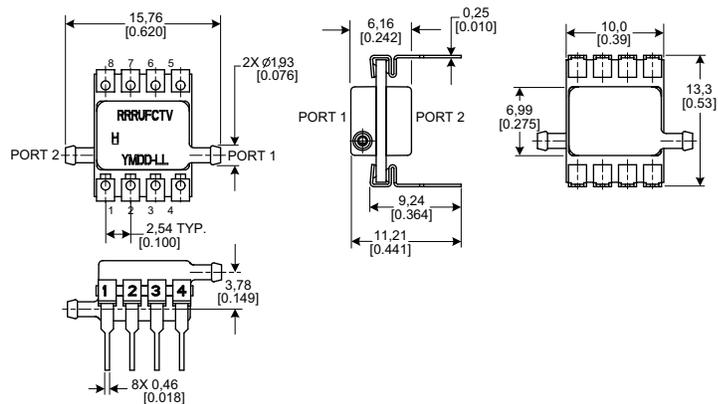 15,76
[0.620]
8 7 6 5
2X Ø1,93
[0.076]
RRRUFCTV
H
YMDD-LL
PORT 2
PORT 1
1 2 3 4
2,54 TYP.
[0.100]
6,16
[0.242]
0,25
[0.010]
PORT 1
PORT 2
9,24
[0.364]
11,21
[0.441]
10,0
[0.39]
6,99
[0.275]
13,3
[0.53]
1 2 3 4
3,78
[0.149]
8X 0,46
[0.018]